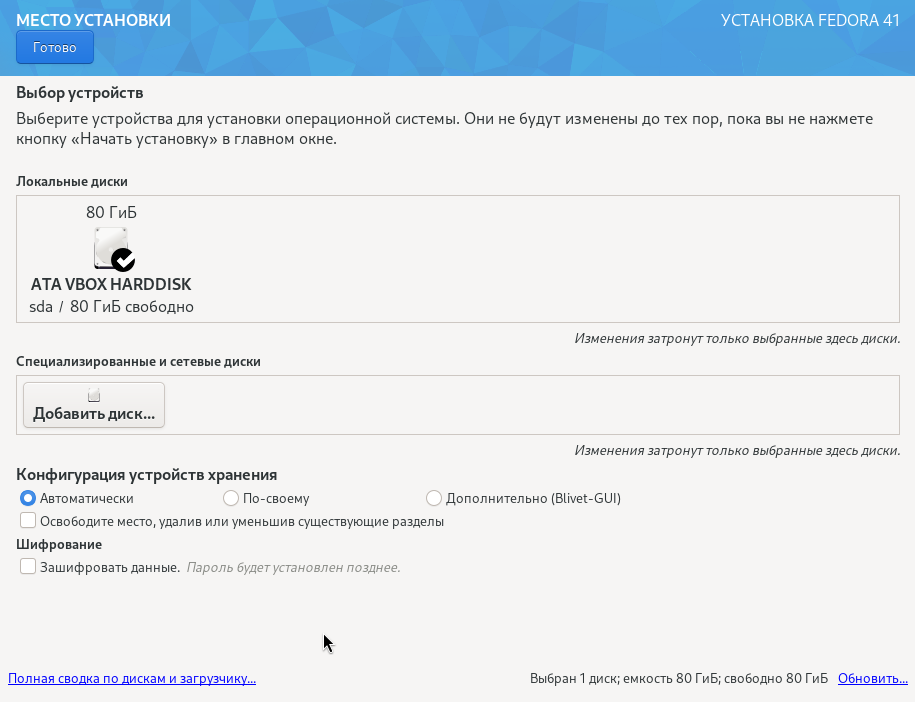 МЕСТО УСТАНОВКИ
УСТАНОВКА FEDORA 41
Готово
Выбор устройств
Выберите устройства для установки операционной системы. Они не будут изменены до тех пор, пока вы не нажмете
кнопку «Начать установку» в главном окне.
Локальные диски
80 ГиБ
ATA VBOX HARDDISK
sda / 80 ГиБ свободно
Изменения затронут только выбранные здесь диски.
Специализированные и сетевые диски
Добавить диск...
Изменения затронут только выбранные здесь диски.
Конфигурация устройств хранения
Автоматически
По-своему
Дополнительно (Blivet-GUI)
Освободите место, удалив или уменьшив существующие разделы
Шифрование
Зашифровать данные. Пароль будет установлен позднее.
Полная сводка по дискам и загрузчику...
Выбран 1 диск; емкость 80 ГиБ; свободно 80 ГиБ
Обновить...